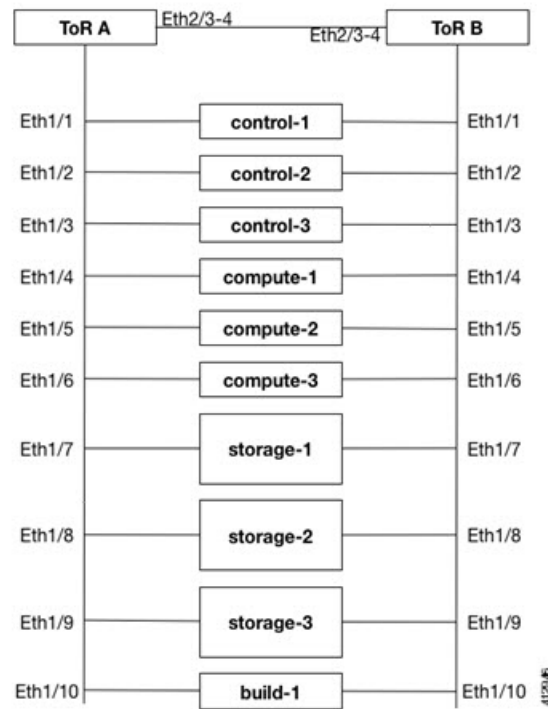 ToR A
Eth2/3-4
Eth2/3-4
ToR B
Eth1/1
control-1
Eth1/1
Eth1/2
control-2
Eth1/2
Eth1/3
control-3
Eth1/3
Eth1/4
compute-1
Eth1/4
Eth1/5
compute-2
Eth1/5
Eth1/6
compute-3
Eth1/6
Eth1/7
storage-1
Eth1/7
Eth1/8
storage-2
Eth1/8
Eth1/9
storage-3
Eth1/9
Eth1/10
build-1
Eth1/10